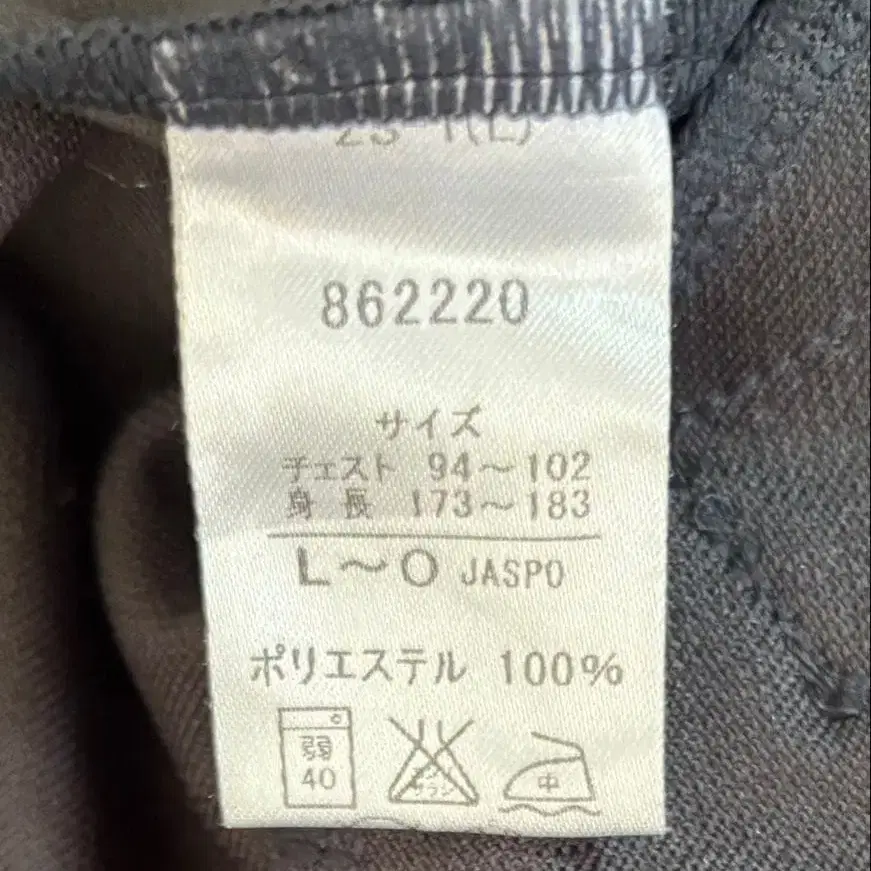 862220
サイズ
チェスト 94～102
身長 173～183
L～O JASPO
ポリエステル 100%
弱
40
中